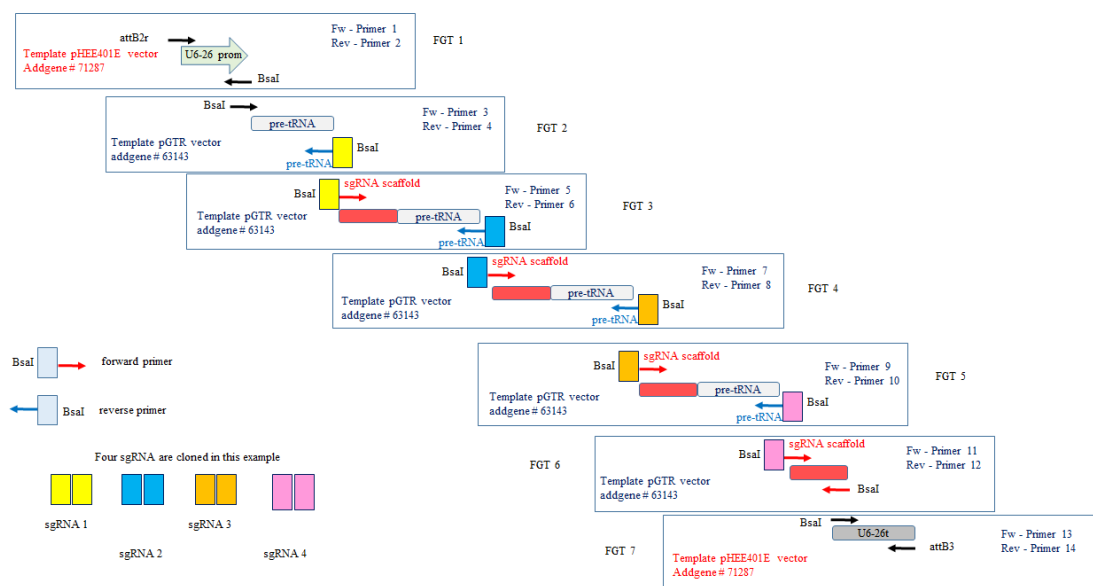 attB2r
Fw - Primer 1
Rev - Primer 2
FGT 1
Template pHEE401E vector
Addgene # 71287
U6-26 prom
BsaI
BsaI
Fw - Primer 3
Rev - Primer 4
FGT 2
pre-tRNA
Template pGTR vector
addgene # 63143
BsaI
pre-tRNA
sgRNA scaffold
BsaI
Fw - Primer 5
Rev - Primer 6
FGT 3
Template pGTR vector
addgene # 63143
pre-tRNA
BsaI
pre-tRNA
sgRNA scaffold
BsaI
Fw - Primer 7
Rev - Primer 8
FGT 4
Template pGTR vector
addgene # 63143
pre-tRNA
BsaI
pre-tRNA
sgRNA scaffold
BsaI
Fw - Primer 9
Rev - Primer 10
FGT 5
Template pGTR vector
addgene # 63143
pre-tRNA
BsaI
pre-tRNA
BsaI
forward primer
BsaI
reverse primer
Four sgRNA are cloned in this example
sgRNA 1
sgRNA 2
sgRNA 3
sgRNA 4
FGT 6
sgRNA scaffold
BsaI
Fw - Primer 11
Rev - Primer 12
Template pGTR vector
addgene # 63143
BsaI
FGT 7
BsaI
U6-26t
Fw - Primer 13
Rev - Primer 14
attB3
Template pHEE401E vector
Addgene # 71287